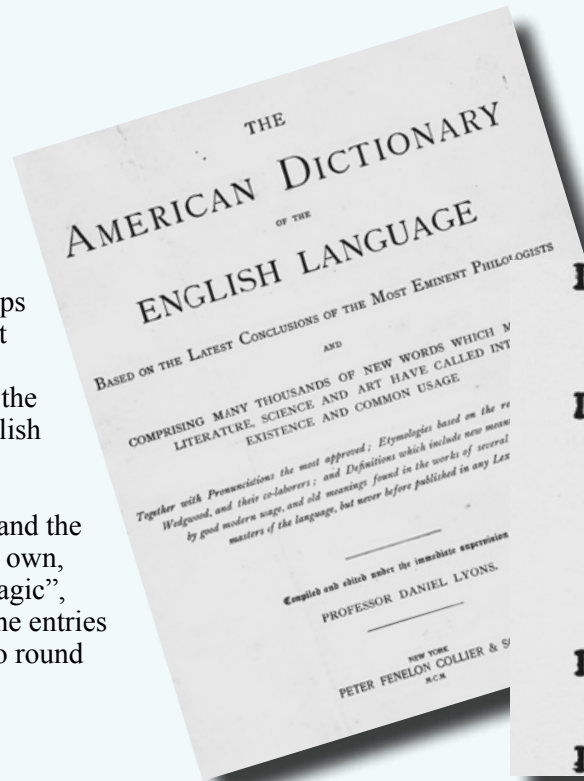 ps
t
the
lish
and the
own,
agic”,
ne entries
o round
THE
AMERICAN DICTIONARY
OF THE
ENGLISH LANGUAGE
BASED ON THE LATEST CONCLUSIONS OF THE MOST EMINENT PHILOLOGISTS
AND
COMPRISING MANY THOUSANDS OF NEW WORDS WHICH M
LITERATURE, SCIENCE AND ART HAVE CALLED INT
EXISTENCE AND COMMON USAGE
Together with Pronunciations the most approved; Etymologies based on the re
Wedgwood, and their co-laborers; and Definitions which include new mean
by good modern usage, and old meanings found in the works of several
masters of the language, but never before published in any Lex
Compiled and edited under the immediate supervision
PROFESSOR DANIEL LYONS.
NEW YORK
PETER FENELON COLLIER & S
M.C.M.